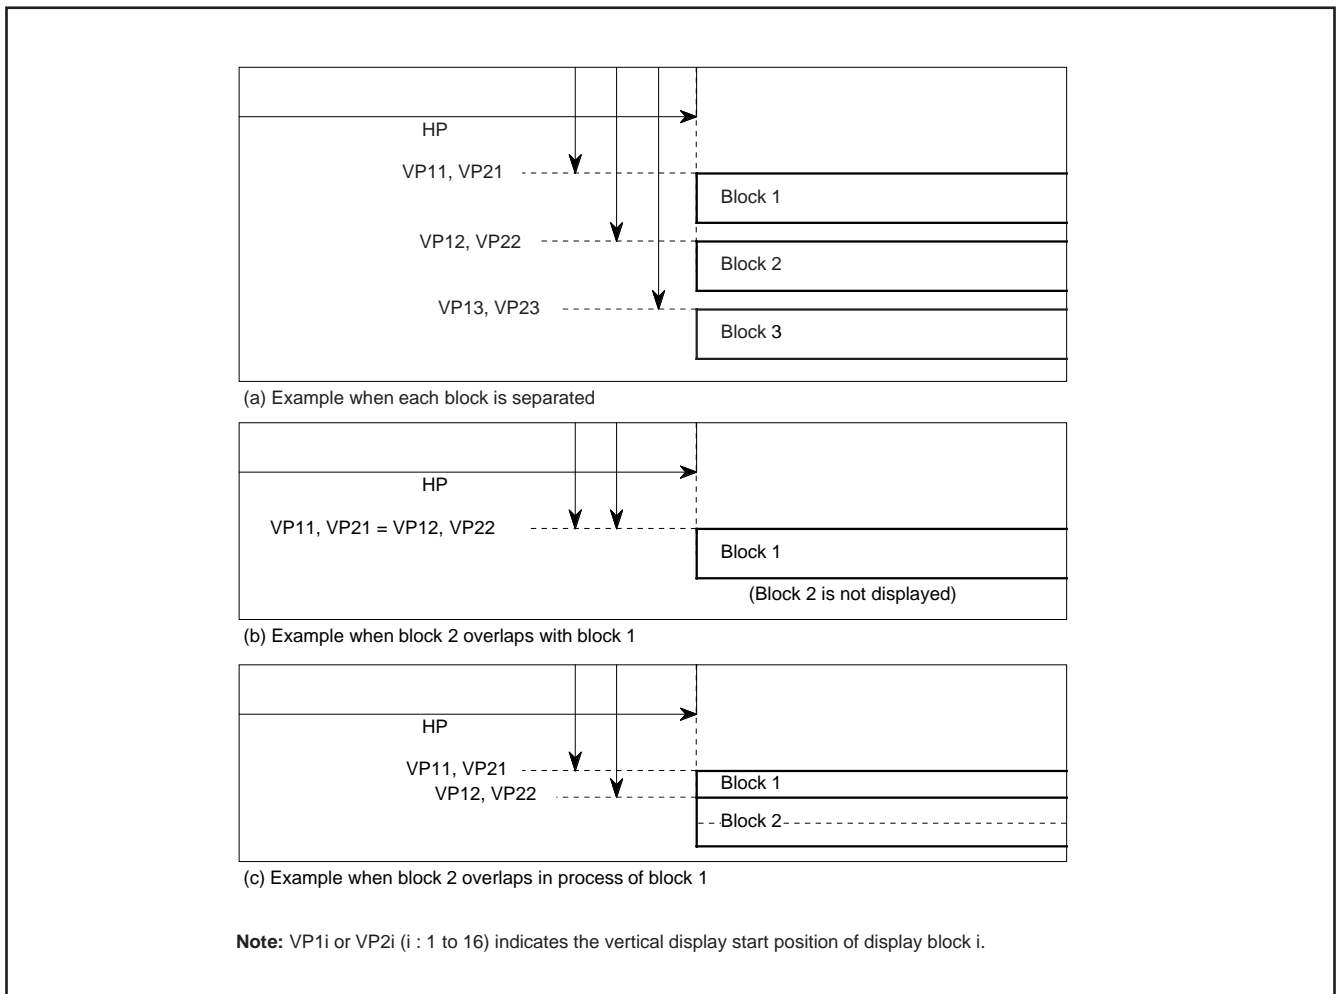 HP
VP11, VP21
Block 1
VP12, VP22
Block 2
VP13, VP23
Block 3
(a) Example when each block is separated
HP
VP11, VP21 = VP12, VP22
Block 1
(Block 2 is not displayed)
(b) Example when block 2 overlaps with block 1
HP
VP11, VP21
Block 1
VP12, VP22
Block 2
(c) Example when block 2 overlaps in process of block 1
Note: VP1i or VP2i (i : 1 to 16) indicates the vertical display start position of display block i.